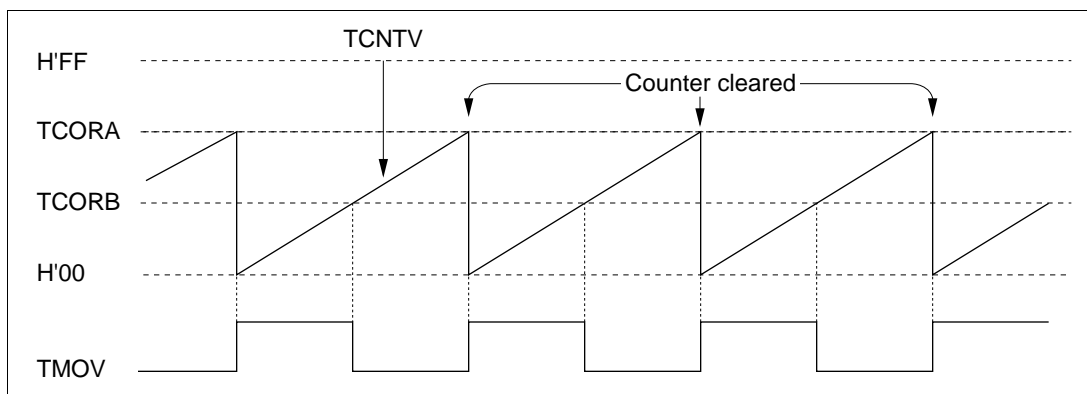 TCNTV
H'FF
Counter cleared
TCORA
TCORB
H'00
TMOV